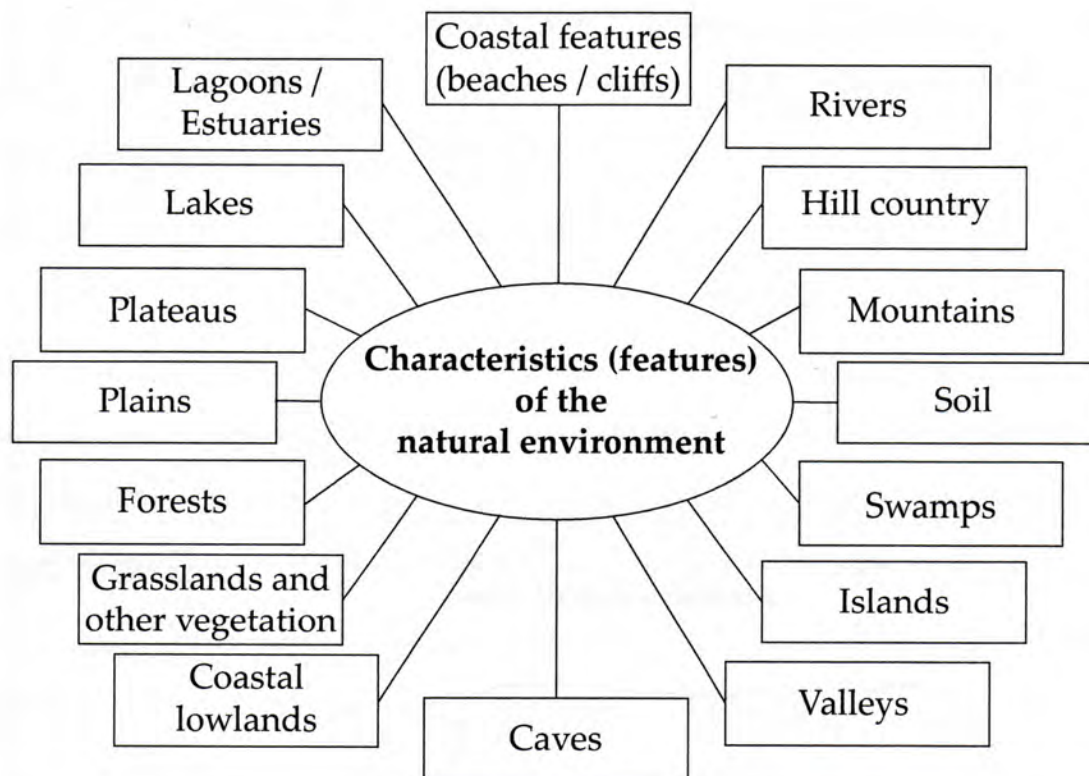 Coastal features
(beaches / cliffs)
Rivers
Hill country
Mountains
Soil
Swamps
Islands
Valleys
Caves
Coastal
lowlands
Grasslands and
other vegetation
Forests
Plains
Plateaus
Lakes
Lagoons /
Estuaries
Characteristics (features)
of the
natural environment